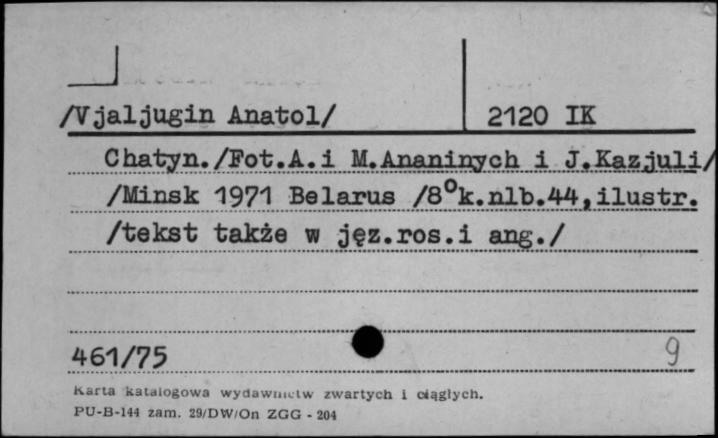 /Vjaljugin Anatol/ 2120 IK
Chatyn./Fot.A.i M.Ananinych i J.Kazjuli/
/Minsk 1971 Belarus /8°k.nlb.44,ilustr.
/tekst także w jęz.ros.i ang./
461/75 9
Karta katalogowa wydawnictw zwartych i ciągłych.
PU-B-144 zam. 29/DW/On ZGG - 204